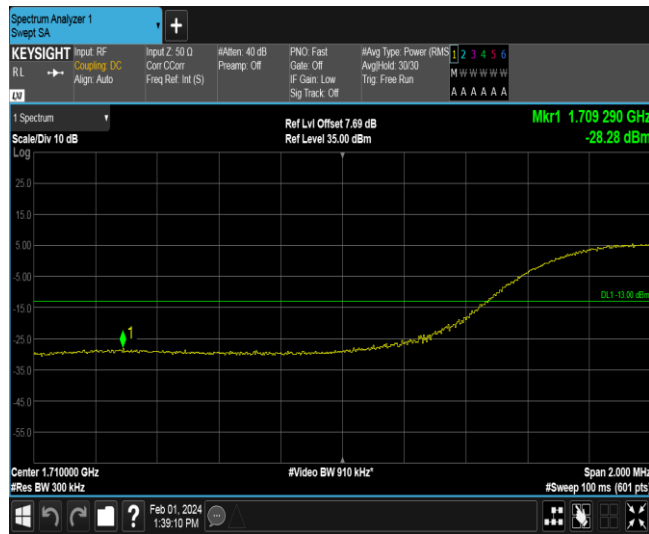 Spectrum Analyzer 1
Swept SA
KEYSIGHT
RL
LXI
Input: RF
Coupling: DC
Align: Auto
Input Z: 50 Ω
Corr CCorr
Freq Ref: Int (S)
#Atten: 40 dB
Preamp: Off
PNO: Fast
Gate: Off
IF Gain: Low
Sig Track: Off
#Avg Type: Power (RMS
Avg|Hold: 30/30
Trig: Free Run
1 2 3 4 5 6
M W W W W W
A A A A A A
1 Spectrum
Scale/Div 10 dB
Log
Ref Lvl Offset 7.69 dB
Ref Level 35.00 dBm
Mkr1 1.709 290 GHz
-28.28 dBm
25.0
15.0
5.00
-5.00
-15.0
-25.0
-35.0
-45.0
-55.0
1
DL1 -13.00 dBm
Center 1.710000 GHz
#Res BW 300 kHz
#Video BW 910 kHz*
Span 2.000 MHz
#Sweep 100 ms (601 pts
Feb 01, 2024
1:39:10 PM